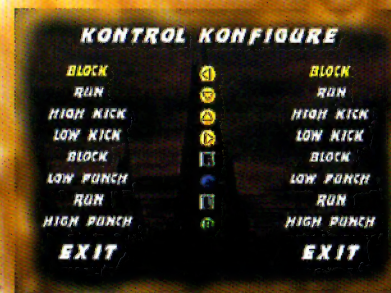 KONTROL KONFIGURE
BLOCK BLOCK
RUN RUN
HIGH KICK HIGH KICK
LOW KICK LOW KICK
BLOCK BLOCK
LOW PUNCH LOW PUNCH
RUN RUN
HIGH PUNCH HIGH PUNCH
EXIT EXIT